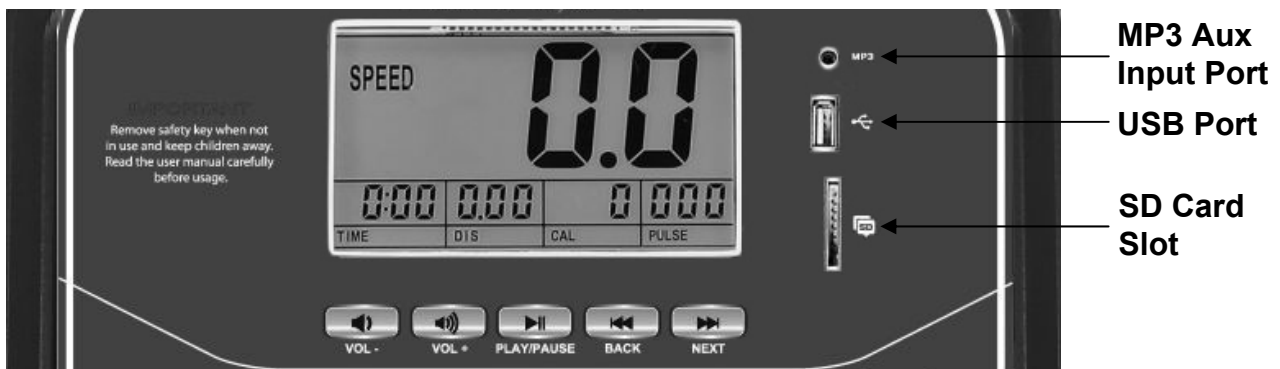 IMPORTANT
Remove safety key when not
in use and keep children away.
Read the user manual carefully
before usage.
SPEED
0.0
0:00
0.00
0
000
TIME
DIS
CAL
PULSE
VOL -
VOL +
PLAY/PAUSE
BACK
NEXT
MP3
SD
MP3 Aux
Input Port
USB Port
SD Card
Slot